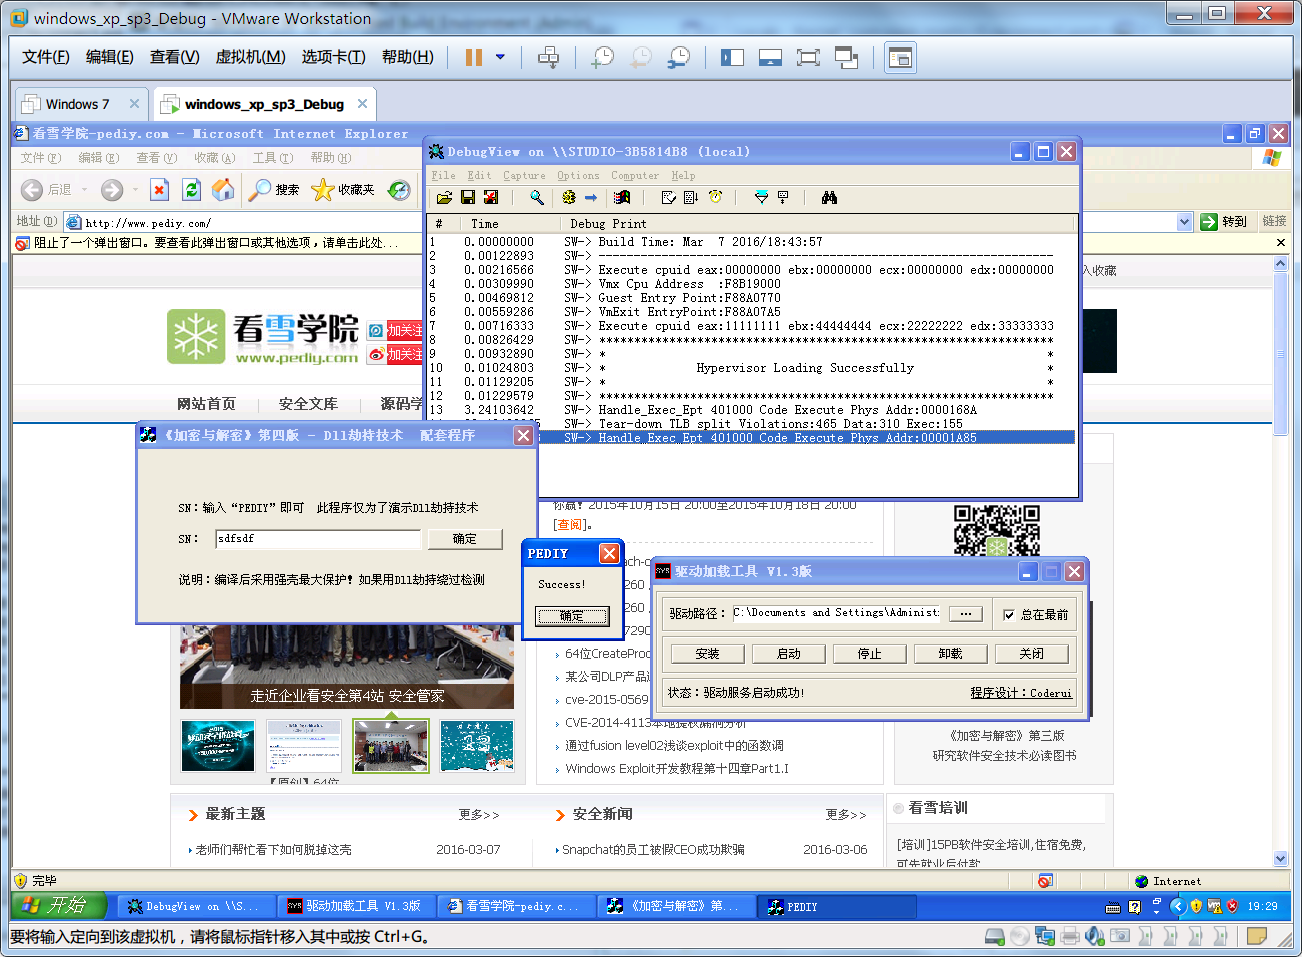 windows_xp_sp3_Debug - VMware Workstation
文件(F) 编辑(E) 查看(V) 虚拟机(M) 选项卡(T) 帮助(H)
Windows 7
windows_xp_sp3_Debug
看雪学院-pediy.com - Microsoft Internet Explorer
文件(F) 编辑(E) 查看(V) 收藏(A) 工具(T) 帮助(H)
后退 搜索 收藏夹
地址(D) http://www.pediy.com/ 转到 链接
阻止了一个弹出窗口。要查看此弹出窗口或其他选项，请单击此处...
入收藏
看雪学院
www.pediy.com
加关注
加关注
网站首页 安全文库 源码学
DebugView on \\STUDIO-3B5814B8 (local)
File Edit Capture Options Computer Help
# Time Debug Print
1 0.00000000 SW-> Build Time: Mar  7 2016/18:43:57
2 0.00122893 SW-> -----------------------------------------------------------------
3 0.00216566 SW-> Execute cpuid eax:00000000 ebx:00000000 ecx:00000000 edx:00000000
4 0.00309990 SW-> Vmx Cpu Address  :F8B19000
5 0.00469812 SW-> Guest Entry Point:F88A0770
6 0.00559286 SW-> VmExit EntryPoint:F88A07A5
7 0.00716333 SW-> Execute cpuid eax:11111111 ebx:44444444 ecx:22222222 edx:33333333
8 0.00826429 SW-> *****************************************************************
9 0.00932890 SW-> * *
10 0.01024803 SW-> * Hypervisor Loading Successfully *
11 0.01129205 SW-> * *
12 0.01229579 SW-> *****************************************************************
13 3.24103642 SW-> Handle_Exec_Ept 401000 Code Execute Phys Addr:0000168A
SW-> Tear-down TLB split Violations:465 Data:310 Exec:155
SW-> Handle_Exec_Ept 401000 Code Execute Phys Addr:00001A85
《加密与解密》第四版 - Dll劫持技术 配套程序
SN：输入“PEDIY”即可 此程序仅为了演示Dll劫持技术
SN： sdfsdf 确定
说明：编译后采用强壳最大保护！如果用Dll劫持绕过检测
PEDIY
Success!
确定
你赢！2015年10月15日 20:00至2015年10月18日 20:00
[查阅]。
64位CreateProc
某公司DLP产品
cve-2015-0569
CVE-2014-4113本地提权漏洞分析
通过fusion level02浅谈exploit中的函数调
Windows Exploit开发教程第十四章Part1.I
驱动加载工具 V1.3版
驱动路径： C:\Documents and Settings\Administ ... 总在最前
安装 启动 停止 卸载 关闭
状态：驱动服务启动成功！ 程序设计：Coderui
《加密与解密》第三版
研究软件安全技术必读图书
走近企业看安全第4站 安全管家
【原创】64位
最新主题 更多>>
老师们帮忙看下如何脱掉这壳 2016-03-07
安全新闻 更多>>
Snapchat的员工被假CEO成功欺骗 2016-03-06
看雪培训
[培训]15PB软件安全培训,住宿免费,
可先就业后付款
完毕 Internet
开始 DebugView on \\S... 驱动加载工具 V1.3版 看雪学院-pediy.c... 《加密与解密》第... PEDIY 19:29
要将输入定向到该虚拟机，请将鼠标指针移入其中或按 Ctrl+G。